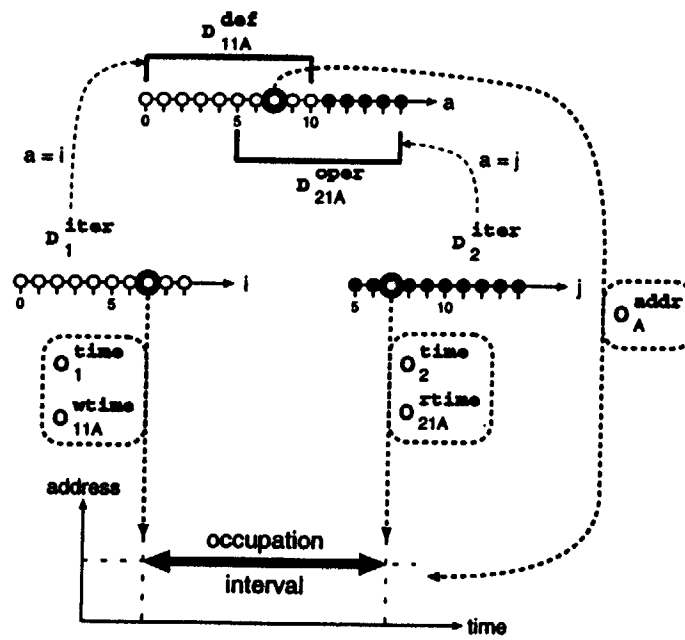 D def 11A
a
0 5 10
a = i
a = j
D oper 21A
D iter 1
D iter 2
i
j
0 5
5 10
O addr A
O time 1
O wtime 11A
O time 2
O rtime 21A
address
occupation
interval
time